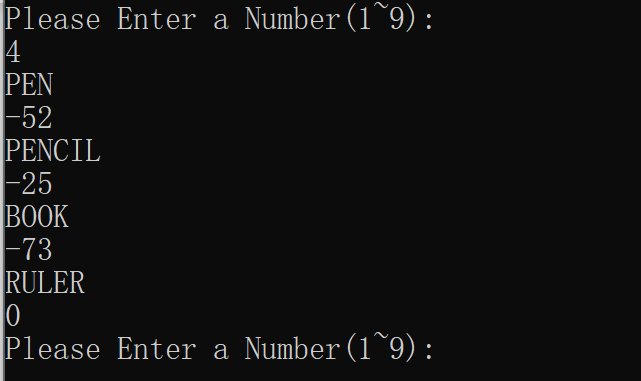 Please Enter a Number(1~9):
4
PEN
-52
PENCIL
-25
BOOK
-73
RULER
0
Please Enter a Number(1~9):